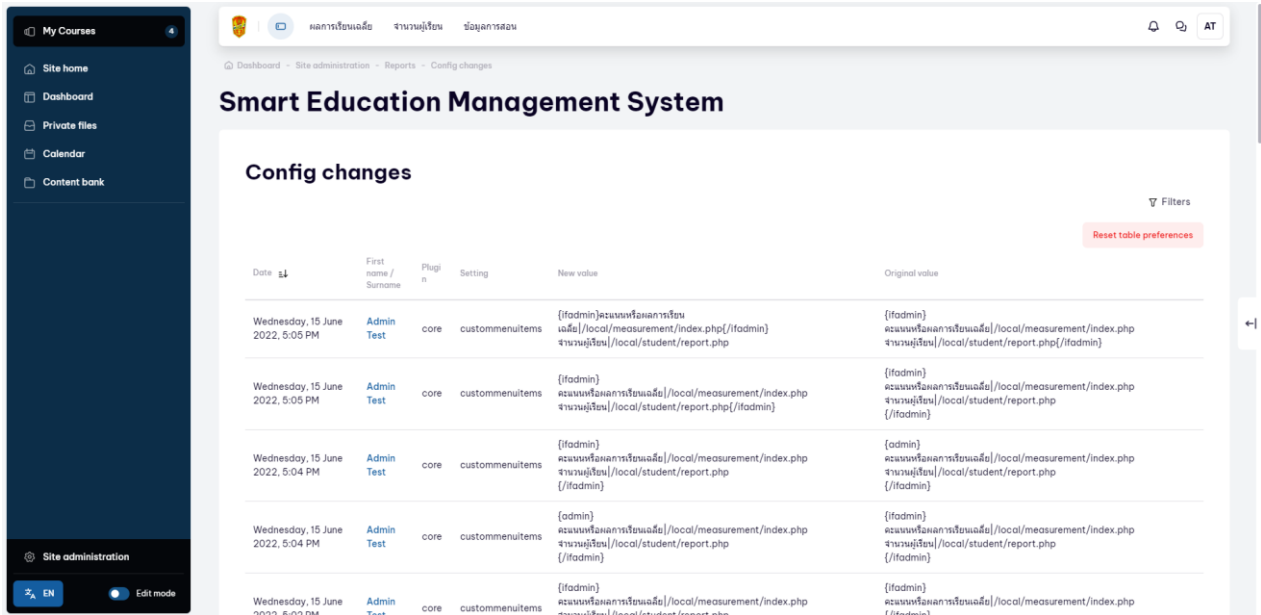 My Courses 4
Site home
Dashboard
Private files
Calendar
Content bank
Site administration
EN Edit mode
ผลการเรียนเฉลี่ย จำนวนผู้เรียน ข้อมูลการสอน
AT
Dashboard - Site administration - Reports - Config changes
Smart Education Management System
Config changes
Filters
Reset table preferences
Date First name / Surname Plugin Setting New value Original value
Wednesday, 15 June 2022, 5:05 PM
Admin Test
core
custommenuitems
{ifadmin}คะแนนหรือผลการเรียน
เฉลี่ย|/local/measurement/index.php{/ifadmin}
จำนวนผู้เรียน|/local/student/report.php
{ifadmin}
คะแนนหรือผลการเรียนเฉลี่ย|/local/measurement/index.php
จำนวนผู้เรียน|/local/student/report.php{/ifadmin}
Wednesday, 15 June 2022, 5:05 PM
Admin Test
core
custommenuitems
{ifadmin}
คะแนนหรือผลการเรียนเฉลี่ย|/local/measurement/index.php
จำนวนผู้เรียน|/local/student/report.php{/ifadmin}
{ifadmin}
คะแนนหรือผลการเรียนเฉลี่ย|/local/measurement/index.php
จำนวนผู้เรียน|/local/student/report.php
{/ifadmin}
Wednesday, 15 June 2022, 5:04 PM
Admin Test
core
custommenuitems
{ifadmin}
คะแนนหรือผลการเรียนเฉลี่ย|/local/measurement/index.php
จำนวนผู้เรียน|/local/student/report.php
{/ifadmin}
{admin}
คะแนนหรือผลการเรียนเฉลี่ย|/local/measurement/index.php
จำนวนผู้เรียน|/local/student/report.php
{/ifadmin}
Wednesday, 15 June 2022, 5:04 PM
Admin Test
core
custommenuitems
{admin}
คะแนนหรือผลการเรียนเฉลี่ย|/local/measurement/index.php
จำนวนผู้เรียน|/local/student/report.php
{/ifadmin}
{ifadmin}
คะแนนหรือผลการเรียนเฉลี่ย|/local/measurement/index.php
จำนวนผู้เรียน|/local/student/report.php
{/ifadmin}
Wednesday, 15 June
Admin
core
custommenuitems
{ifadmin}
คะแนนหรือผลการเรียนเฉลี่ย|/local/measurement/index.php
{ifadmin}
คะแนนหรือผลการเรียนเฉลี่ย|/local/measurement/index.php